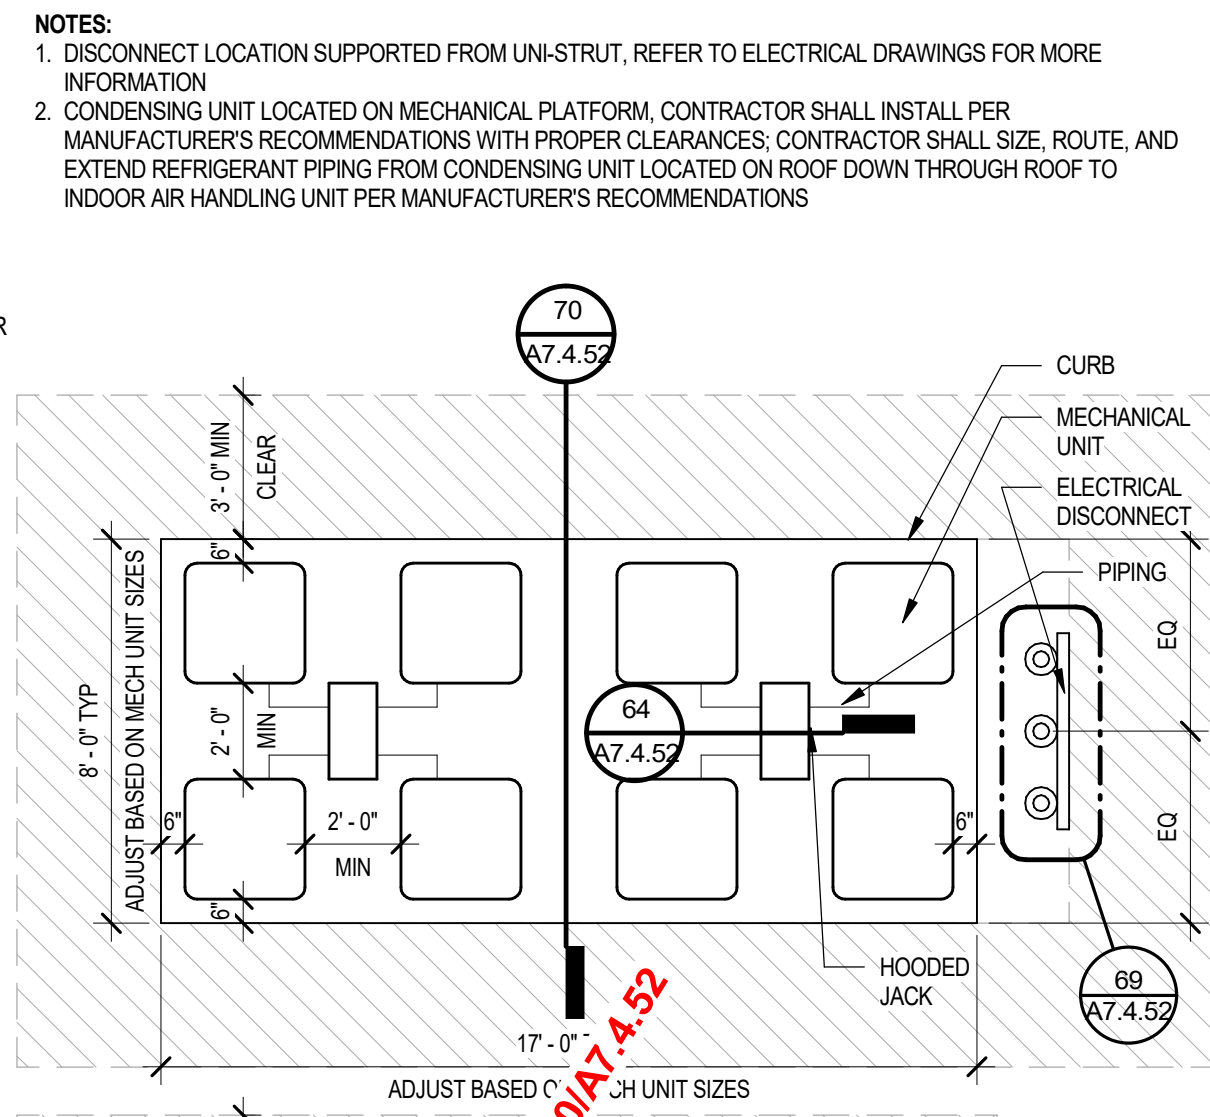 NOTES:
1. DISCONNECT LOCATION SUPPORTED FROM UNI-STRUT, REFER TO ELECTRICAL DRAWINGS FOR MORE
INFORMATION
2. CONDENSING UNIT LOCATED ON MECHANICAL PLATFORM, CONTRACTOR SHALL INSTALL PER
MANUFACTURER'S RECOMMENDATIONS WITH PROPER CLEARANCES; CONTRACTOR SHALL SIZE, ROUTE, AND
EXTEND REFRIGERANT PIPING FROM CONDENSING UNIT LOCATED ON ROOF DOWN THROUGH ROOF TO
INDOOR AIR HANDLING UNIT PER MANUFACTURER'S RECOMMENDATIONS
70
A7.4.52
R
CURB
MECHANICAL
UNIT
ELECTRICAL
DISCONNECT
PIPING
3' - 0" MIN
CLEAR
6"
8' - 0" TYP
ADJUST BASED ON MECH UNIT SIZES
2' - 0"
MIN
64
A7.4.52
EQ
EQ
6"
2' - 0"
MIN
6"
6"
HOODED
JACK
69
A7.4.52
17' - 0"
ADJUST BASED CH UNIT SIZES
0/A7.4.52